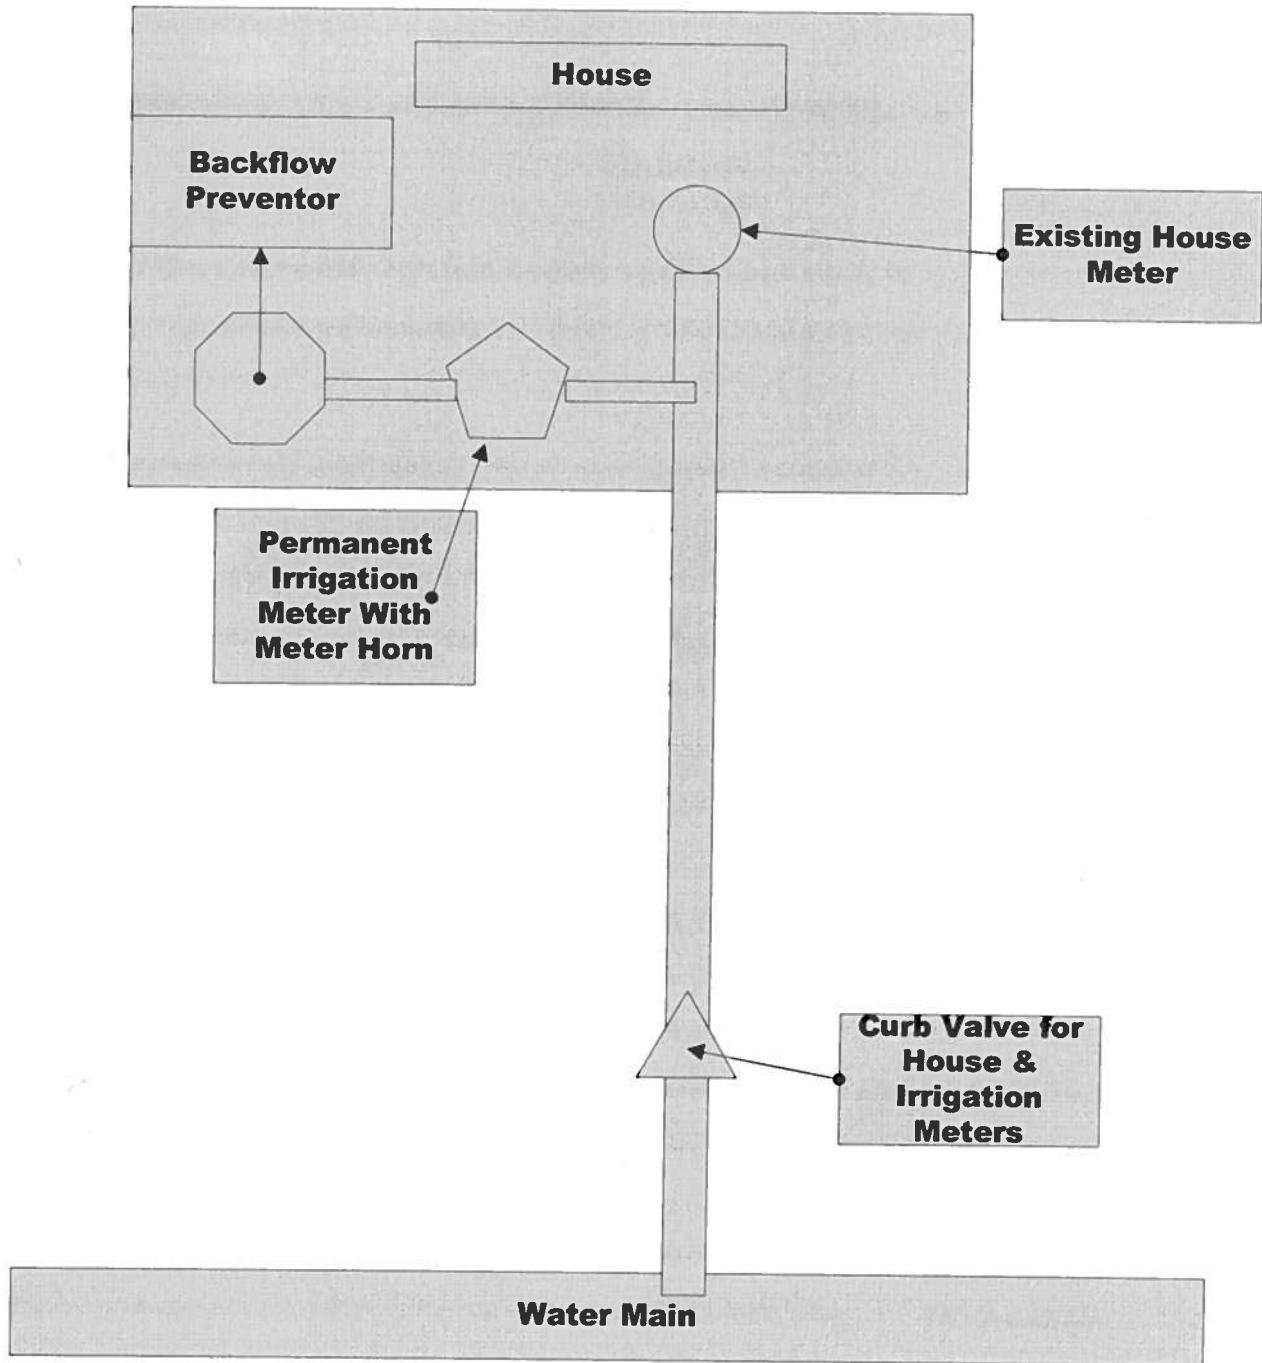 House
Backflow
Preventor
Existing House
Meter
Permanent
Irrigation
Meter With
Meter Horn
Curb Valve for
House &
Irrigation
Meters
Water Main